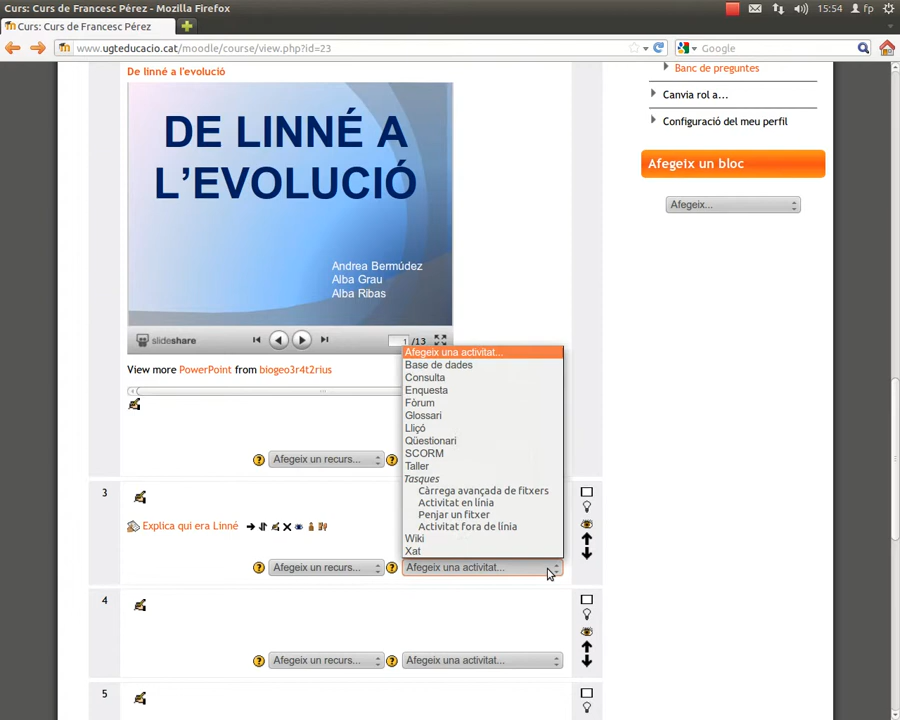 Curs: Curs de Francesc Pérez - Mozilla Firefox
15:54 fp
Curs: Curs de Francesc Pérez
www.ugteducacio.cat/moodle/course/view.php?id=23
Google
De linné a l'evolució
DE LINNÉ A
L'EVOLUCIÓ
Andrea Bermúdez
Alba Grau
Alba Ribas
slideshare
1 /13
View more PowerPoint from biogeo3r4t2rius
Afegeix un recurs...
Afegeix una activitat...
Base de dades
Consulta
Enquesta
Fòrum
Glossari
Lliçó
Qüestionari
SCORM
Taller
Tasques
Càrrega avançada de fitxers
Activitat en línia
Penjar un fitxer
Activitat fora de línia
Wiki
Xat
3
Explica qui era Linné
Afegeix un recurs... Afegeix una activitat...
4
Afegeix un recurs... Afegeix una activitat...
5
Banc de preguntes
Canvia rol a...
Configuració del meu perfil
Afegeix un bloc
Afegeix...